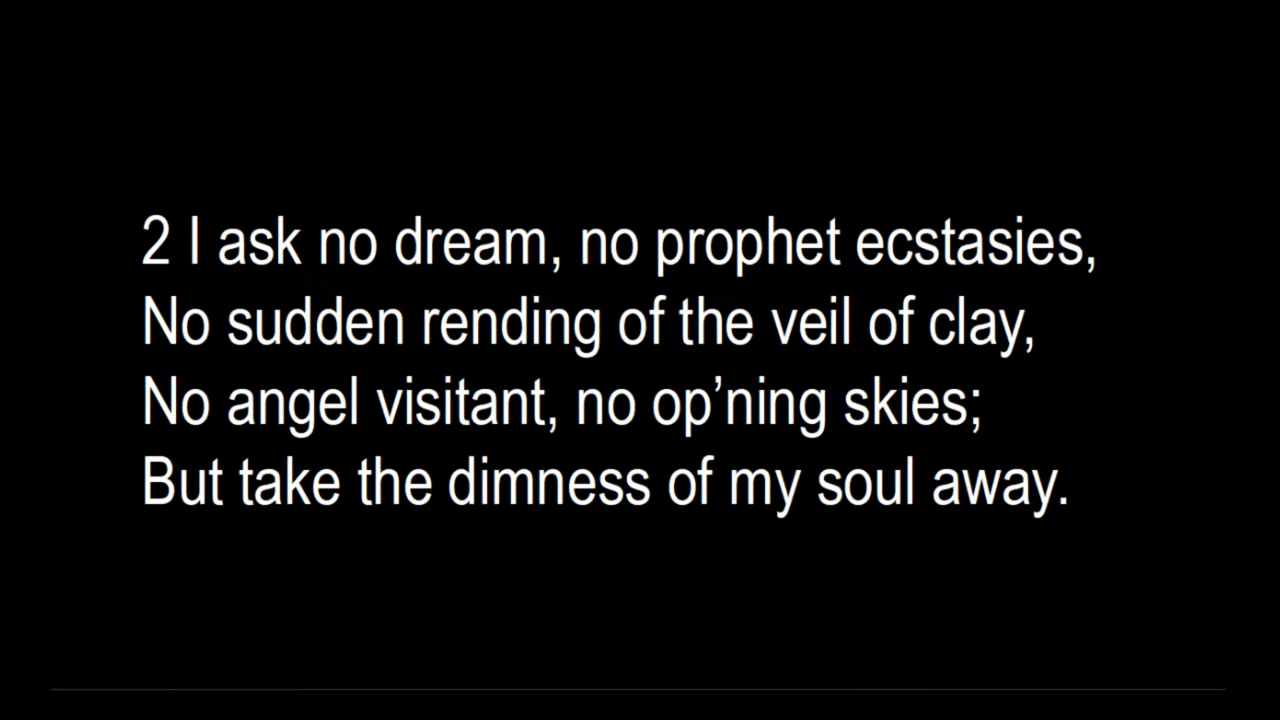 2 I ask no dream, no prophet ecstasies,
No sudden rending of the veil of clay,
No angel visitant, no op’ning skies;
But take the dimness of my soul away.